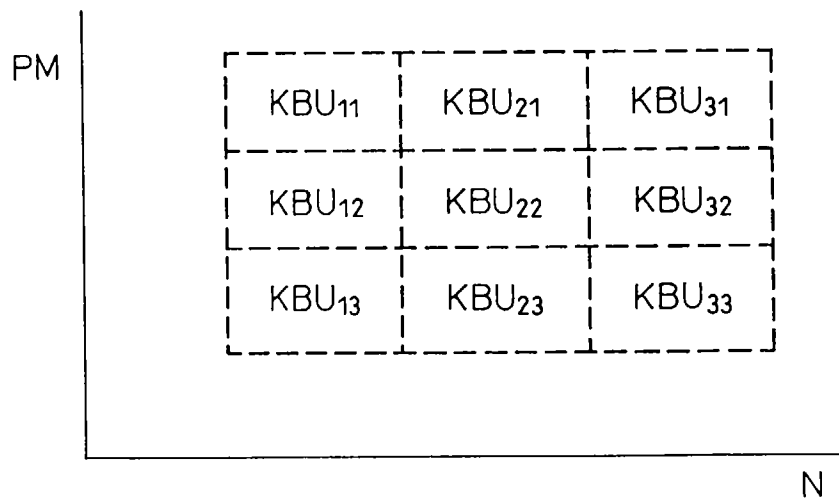 PM
KBU₁₁ KBU₂₁ KBU₃₁
KBU₁₂ KBU₂₂ KBU₃₂
KBU₁₃ KBU₂₃ KBU₃₃
N